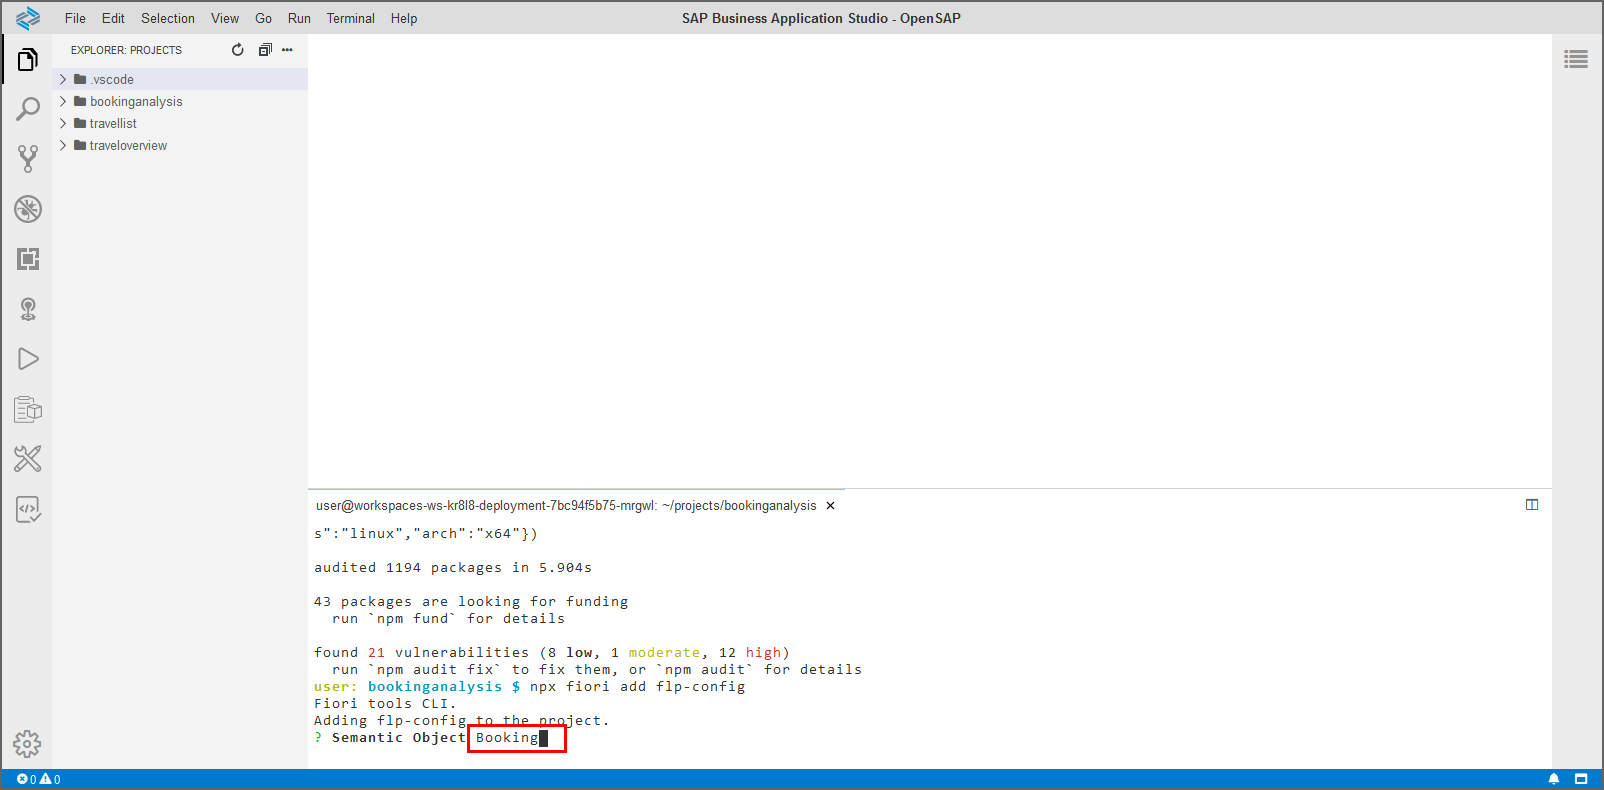 File Edit Selection View Go Run Terminal Help
SAP Business Application Studio - OpenSAP
EXPLORER: PROJECTS
.vscode
bookinganalysis
travellist
traveloverview
user@workspaces-ws-kr8l8-deployment-7bc94f5b75-mrgwl: ~/projects/bookinganalysis
s":"linux","arch":"x64"})
audited 1194 packages in 5.904s
43 packages are looking for funding
run `npm fund` for details
found 21 vulnerabilities (8 low, 1 moderate, 12 high)
run `npm audit fix` to fix them, or `npm audit` for details
user: bookinganalysis $ npx fiori add flp-config
Fiori tools CLI.
Adding flp-config to the project.
? Semantic Object Booking
0 0